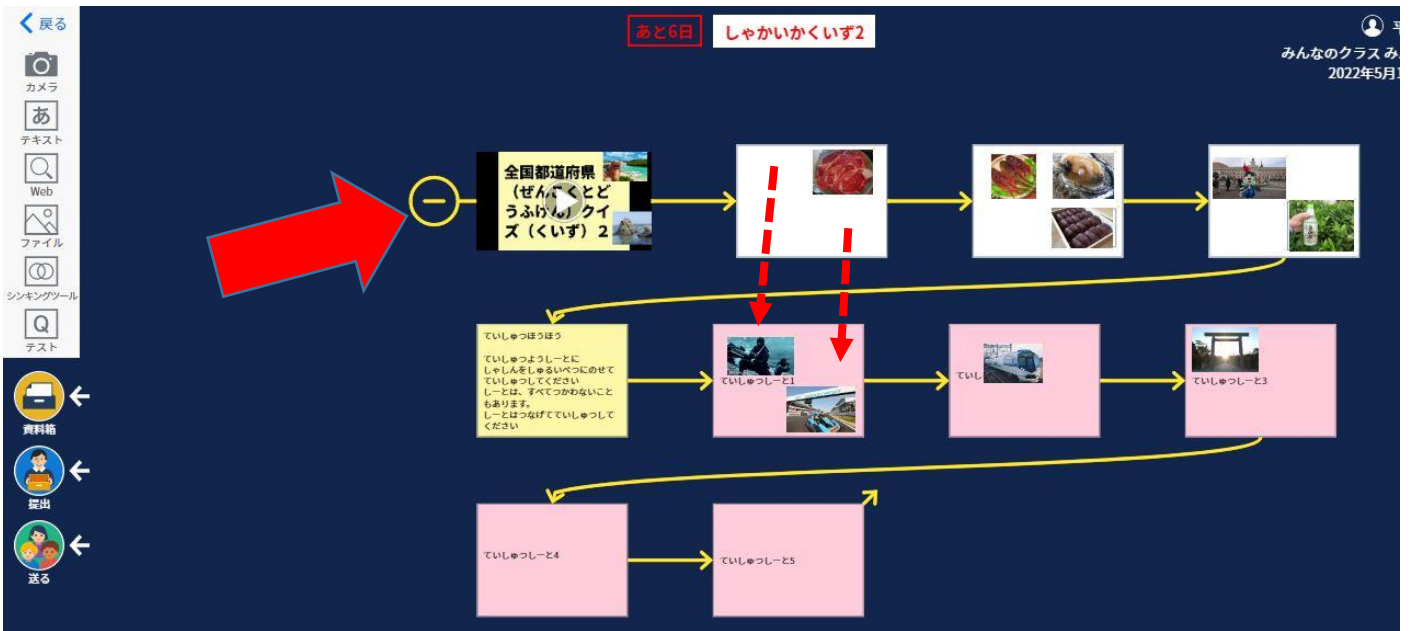 戻る
カメラ
あ
テキスト
Web
ファイル
シンキングツール
Q
テスト
資料箱
提出
送る
あと6日
しゃかいかくいず2
みんなのクラス み
2022年5月1
全国都道府県
（ぜんこくとど
うふけん）クイ
ズ（くいず）２
ていしゅつほうほう
ていしゅつようしーとに
しゃしんをしゅるいべつにのせて
ていしゅつしてください
しーとは、すべてつかわないこと
もあります。
しーとはつなげてていしゅつして
ください
ていしゅつしーと1
ていし
ていしゅつしーと3
ていしゅつしーと4
ていしゅつしーと5